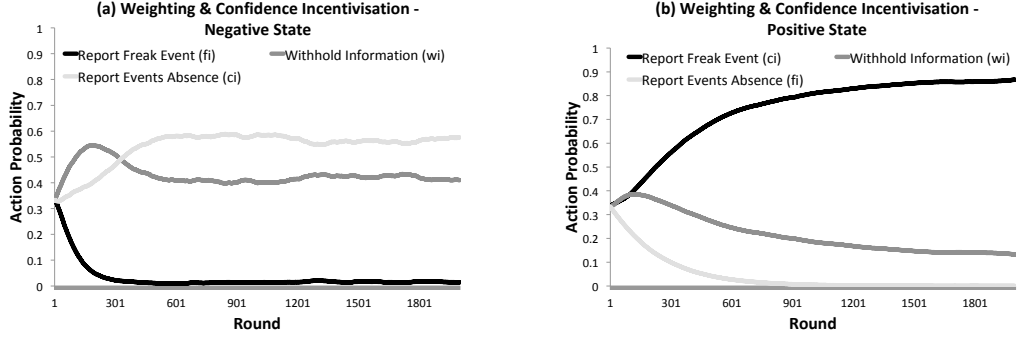 (a) Weighting & Confidence Incentivisation -
Negative State
1
0.9
0.8
0.7
0.6
0.5
0.4
0.3
0.2
0.1
0
Action Probability
Report Freak Event (fi)
Withhold Information (wi)
Report Events Absence (ci)
1
301
601
901
1201
1501
1801
Round
(b) Weighting & Confidence Incentivisation -
Positive State
1
0.9
0.8
0.7
0.6
0.5
0.4
0.3
0.2
0.1
0
Action Probability
Report Freak Event (ci)
Withhold Information (wi)
Report Events Absence (fi)
1
301
601
901
1201
1501
1801
Round